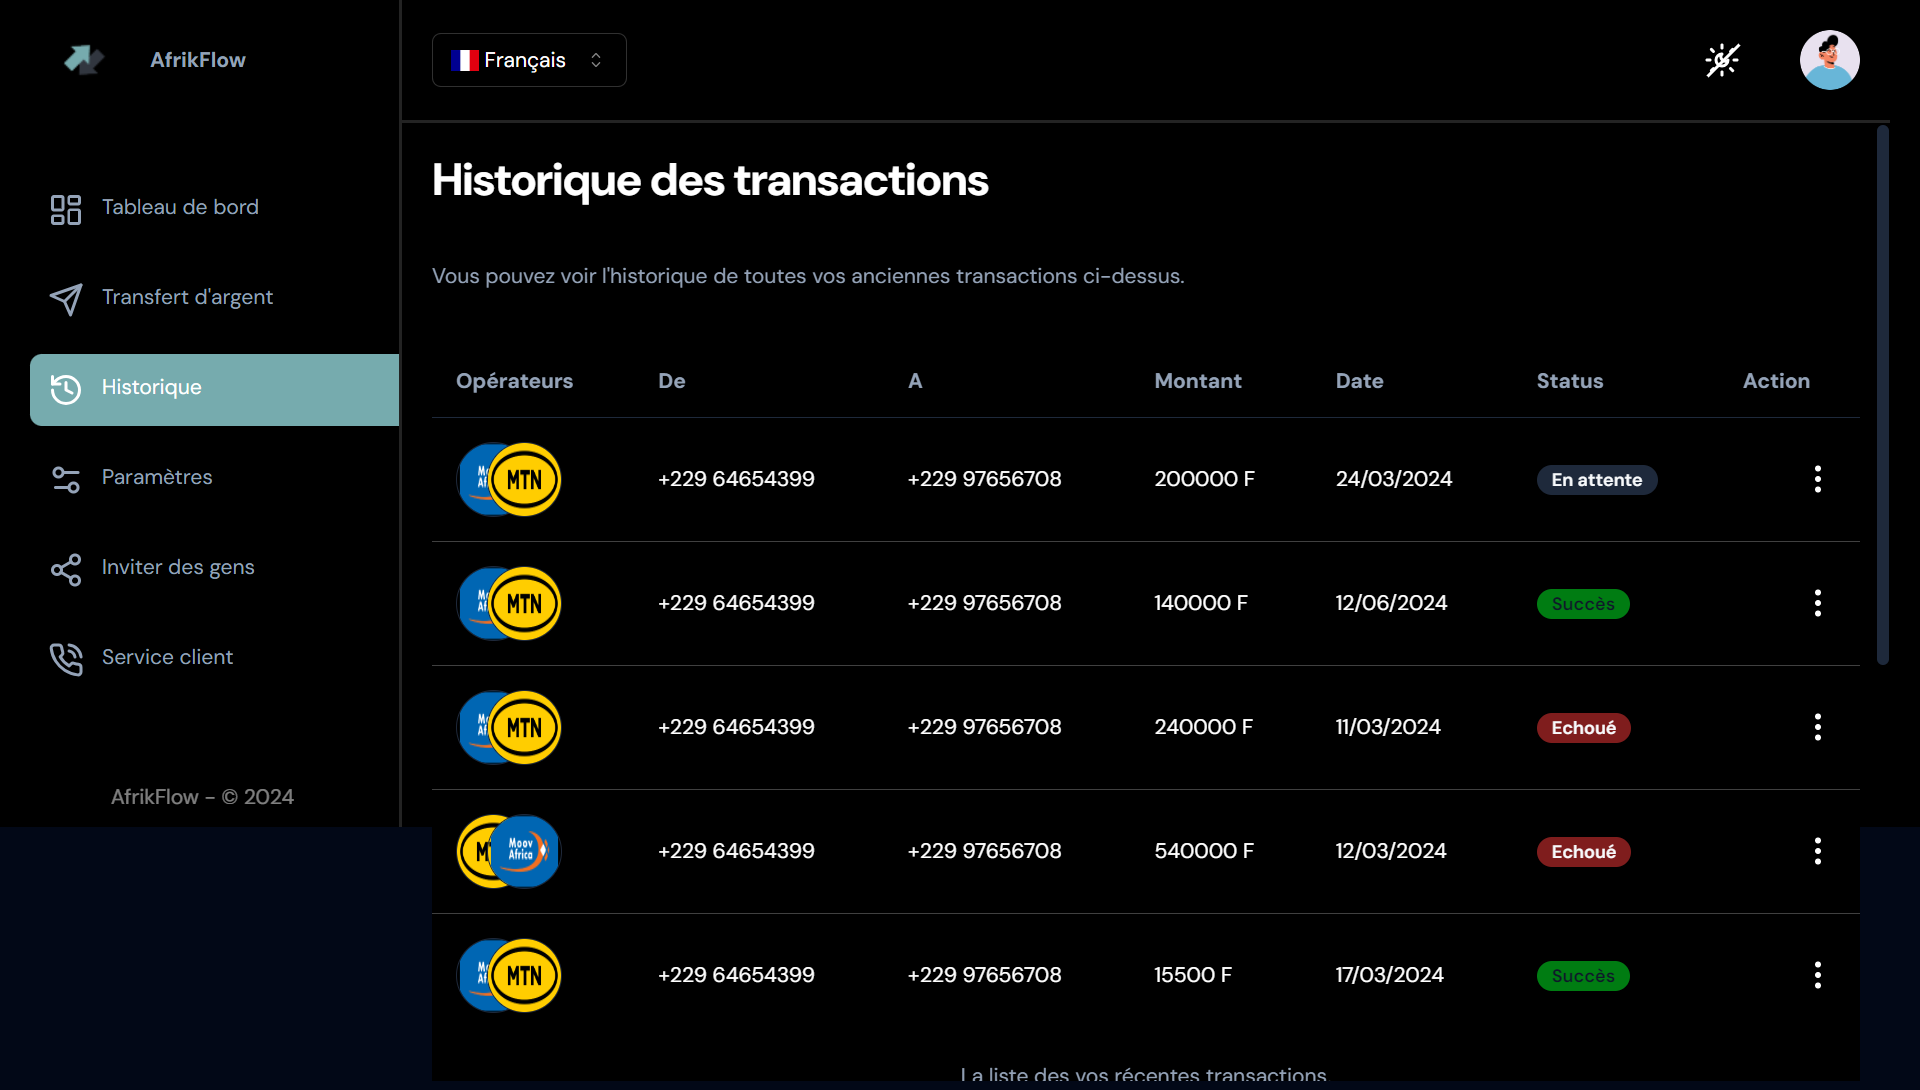 AfrikFlow
Français
Tableau de bord
Transfert d'argent
Historique
Paramètres
Inviter des gens
Service client
AfrikFlow - © 2024
Historique des transactions
Vous pouvez voir l'historique de toutes vos anciennes transactions ci-dessus.
Opérateurs De A Montant Date Status Action
MTN +229 64654399 +229 97656708 200000 F 24/03/2024 En attente
MTN +229 64654399 +229 97656708 140000 F 12/06/2024 Succès
MTN +229 64654399 +229 97656708 240000 F 11/03/2024 Echoué
Moov Africa +229 64654399 +229 97656708 540000 F 12/03/2024 Echoué
MTN +229 64654399 +229 97656708 15500 F 17/03/2024 Succès
La liste des vos récentes transactions